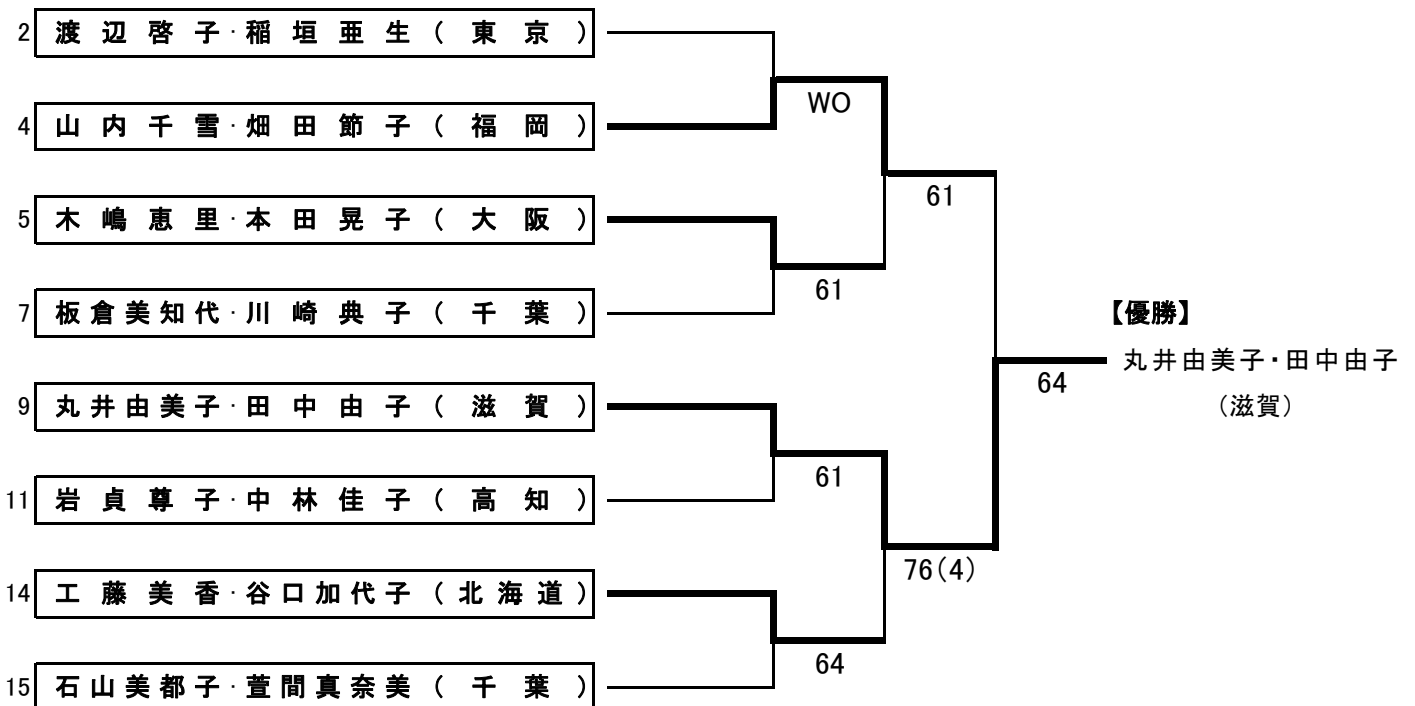 2 渡辺啓子・稲垣亜生(東京)
WO
4 山内千雪・畑田節子(福岡)
61
5 木嶋恵里・本田晃子(大阪)
61
7 板倉美知代・川崎典子(千葉)
【優勝】
丸井由美子・田中由子
64
(滋賀)
9 丸井由美子・田中由子(滋賀)
61
11 岩貞尊子・中林佳子(高知)
76(4)
14 工藤美香・谷口加代子(北海道)
64
15 石山美都子・萱間真奈美(千葉)